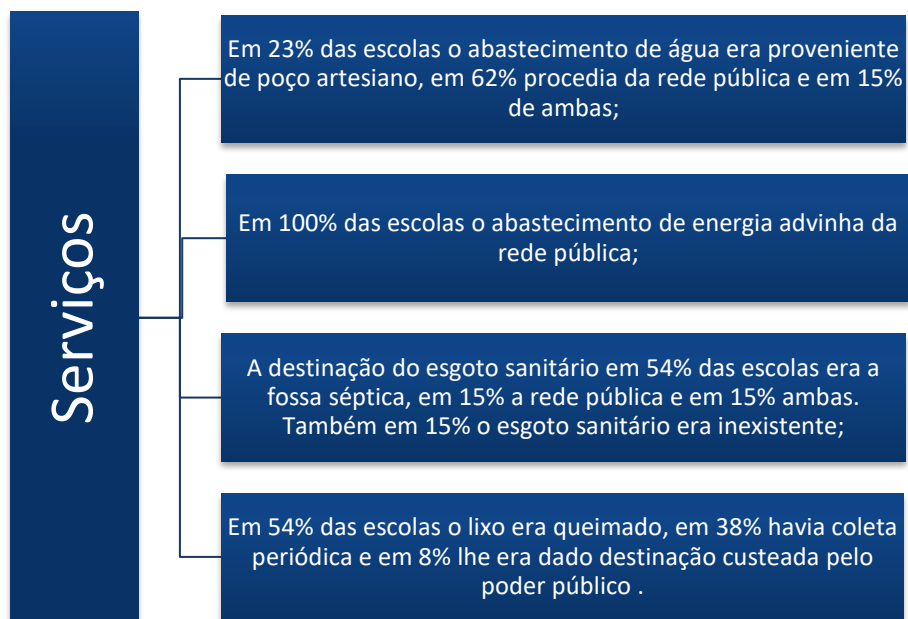 Serviços
Em 23% das escolas o abastecimento de água era proveniente
de poço artesiano, em 62% procedia da rede pública e em 15%
de ambas;
Em 100% das escolas o abastecimento de energia advinha da
rede pública;
A destinação do esgoto sanitário em 54% das escolas era a
fossa séptica, em 15% a rede pública e em 15% ambas.
Também em 15% o esgoto sanitário era inexistente;
Em 54% das escolas o lixo era queimado, em 38% havia coleta
periódica e em 8% lhe era dado destinação custeada pelo
poder público .